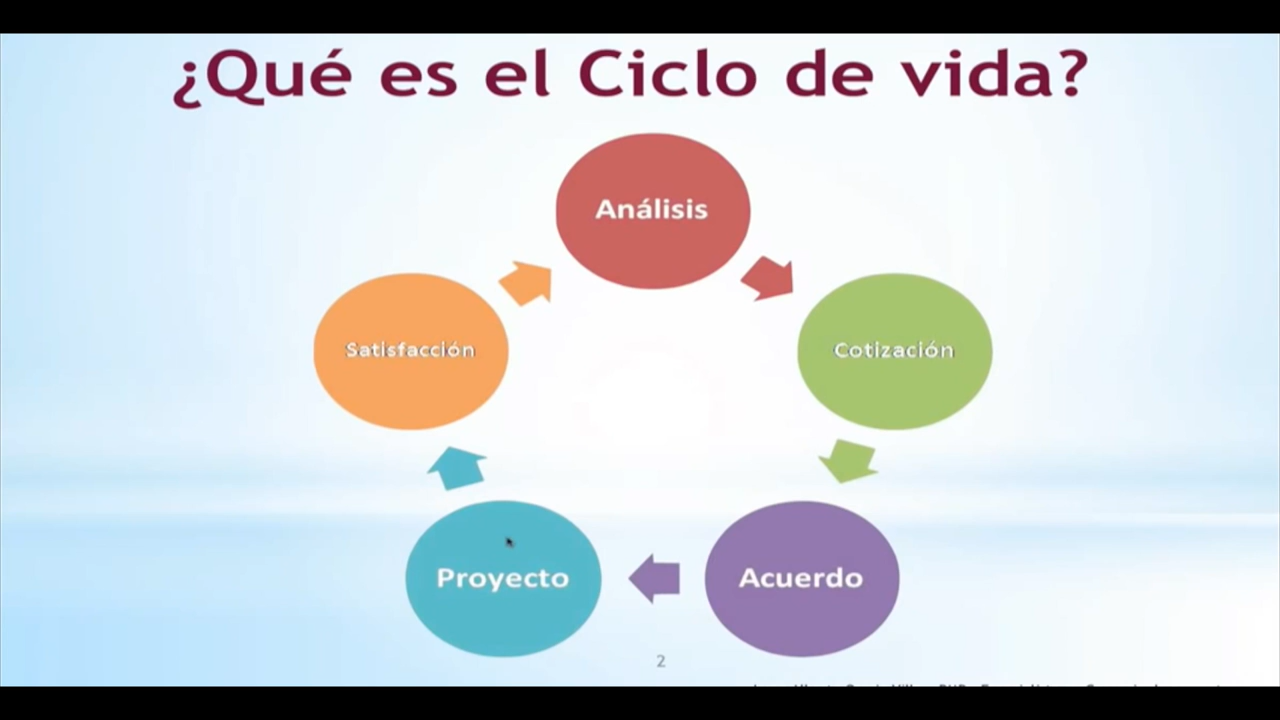 ¿Qué es el Ciclo de vida?
Análisis
Satisfacción
Cotización
Proyecto
Acuerdo
2